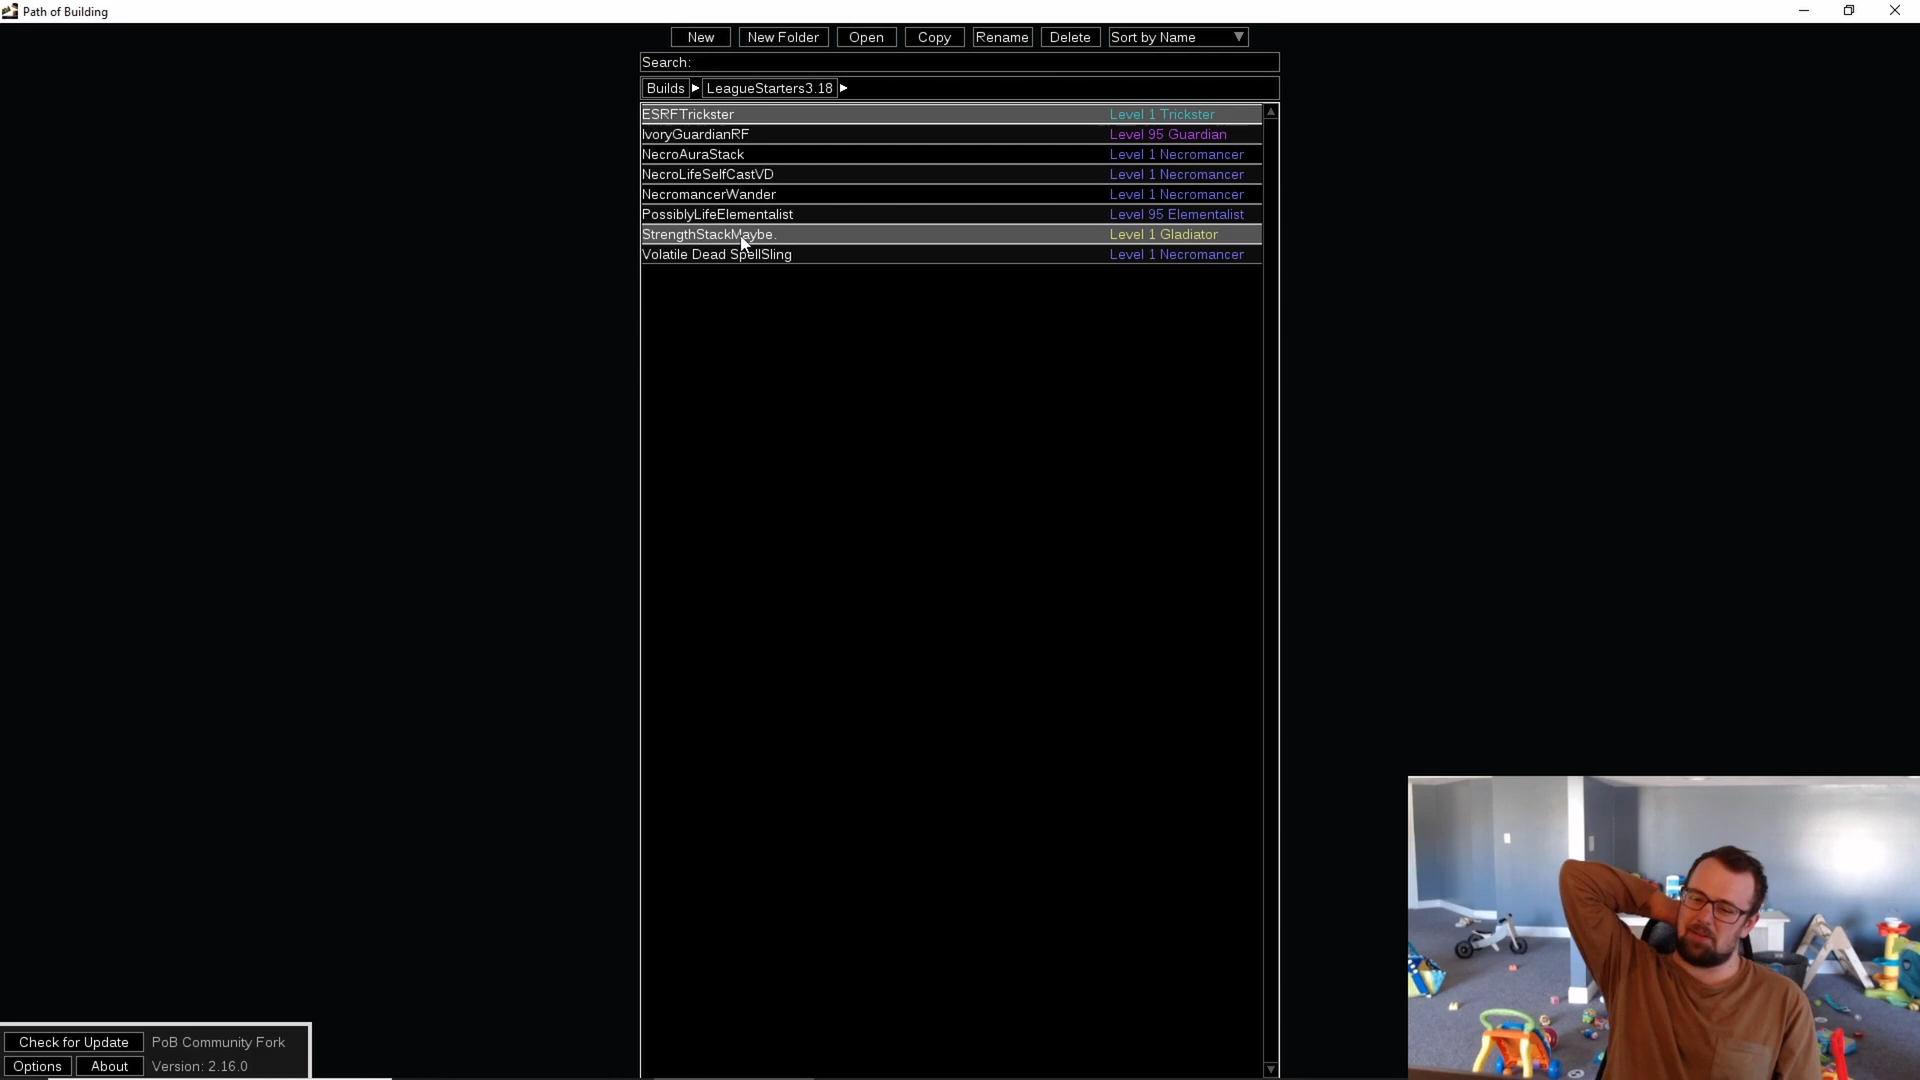 Path of Building
New New Folder Open Copy Rename Delete Sort by Name
Search:
Builds LeagueStarters3.18
ESRFTrickster Level 1 Trickster
IvoryGuardianRF Level 95 Guardian
NecroAuraStack Level 1 Necromancer
NecroLifeSelfCastVD Level 1 Necromancer
NecromancerWander Level 1 Necromancer
PossiblyLifeElementalist Level 95 Elementalist
StrengthStackMaybe. Level 1 Gladiator
Volatile Dead SpellSling Level 1 Necromancer
Check for Update PoB Community Fork
Options About Version: 2.16.0